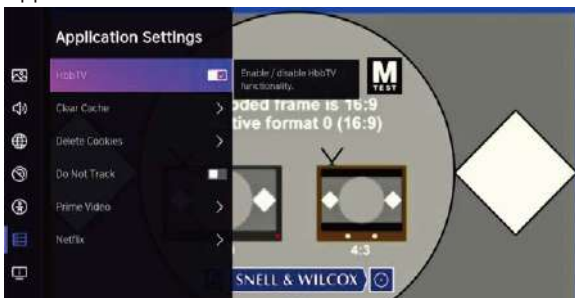 Application Settings
HbbTV
Enable / disable HbbTV
functionality.
M
TEST
Clear Cache
oded frame is 16:9
tive format 0 (16:9)
Delete Cookies
Do Not Track
Prime Video
Netflix
4:3
SNELL & WILCOX